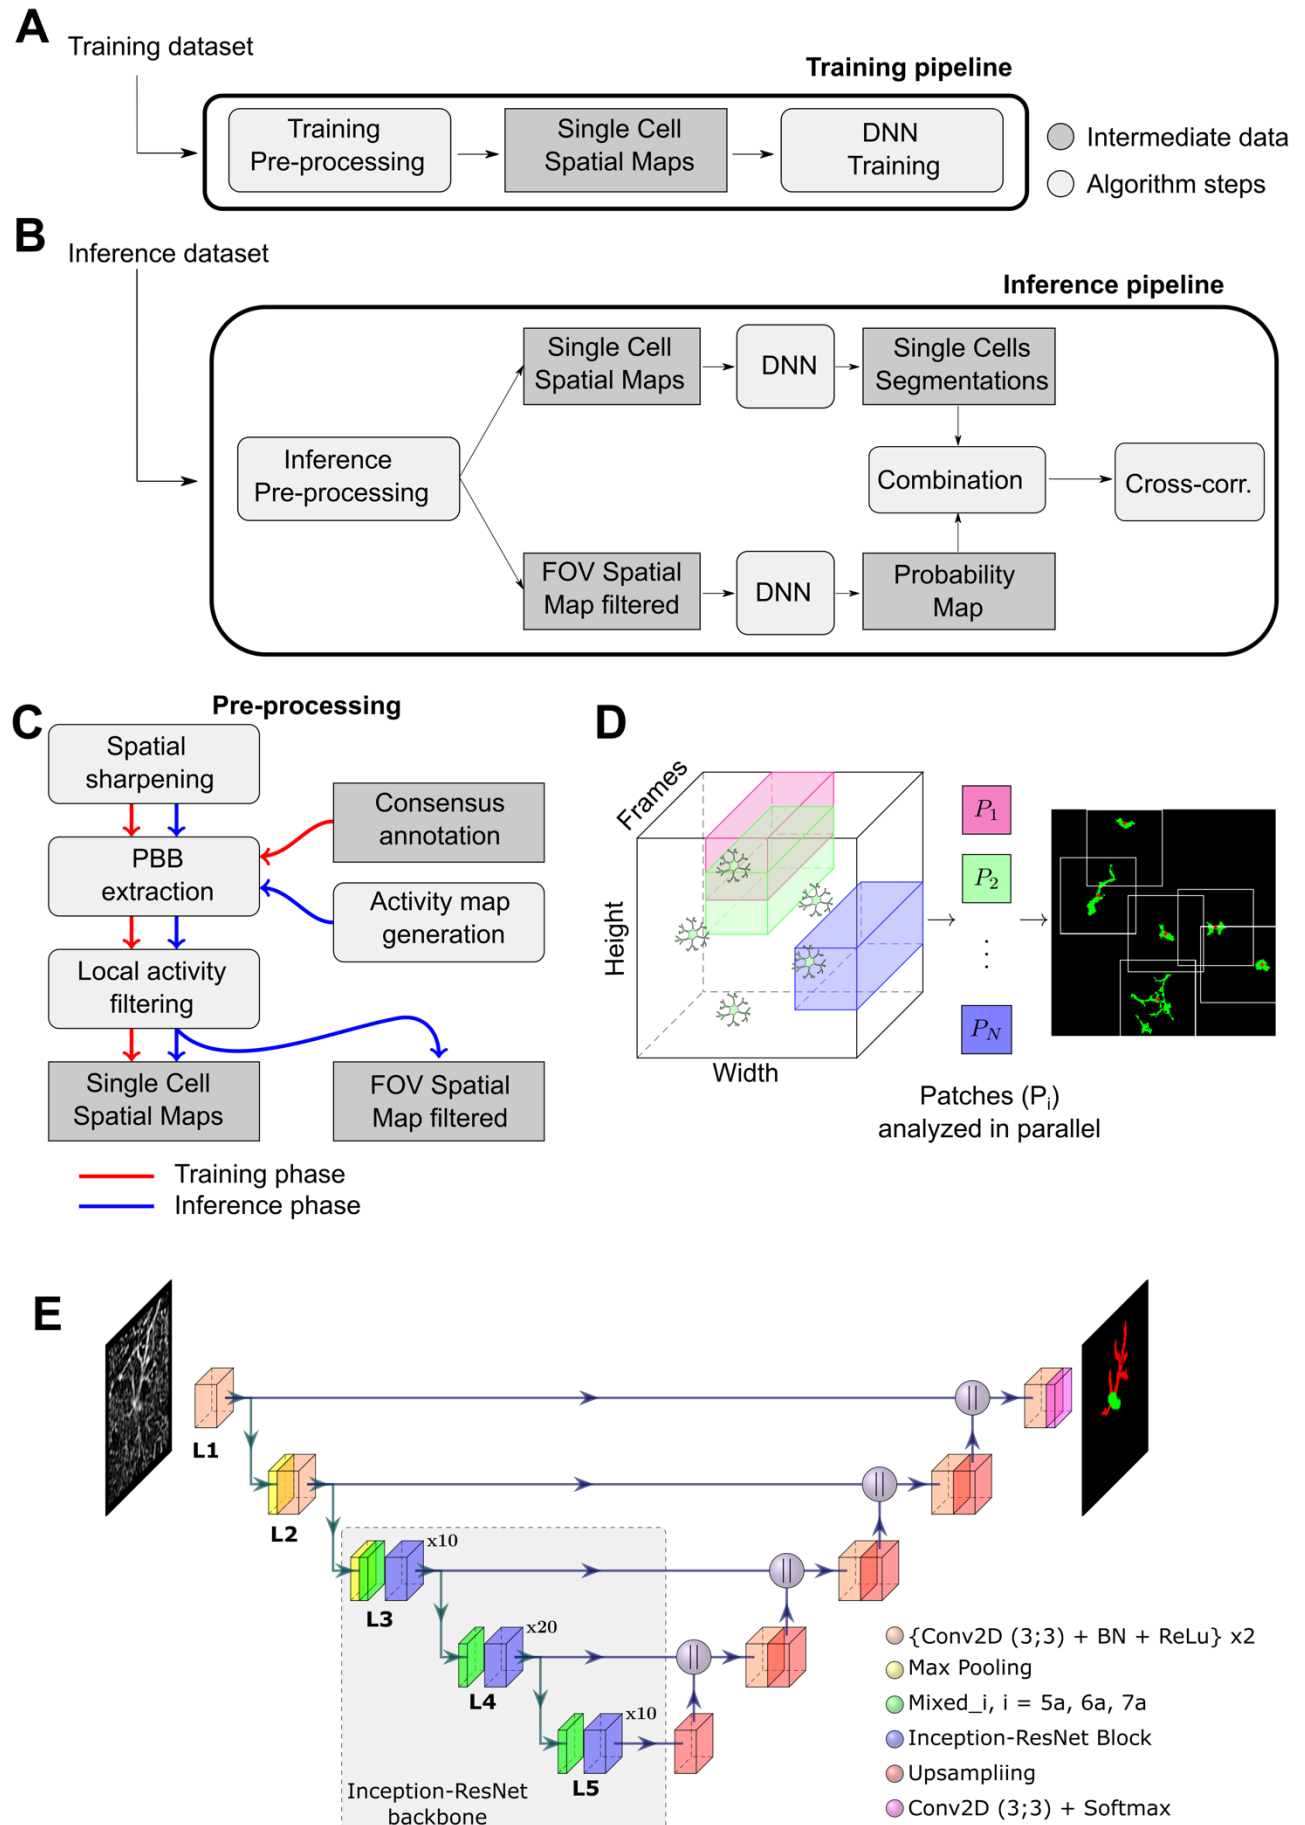 A
Training dataset
Training pipeline
Training
Pre-processing
Single Cell
Spatial Maps
DNN
Training
Intermediate data
Algorithm steps
B
Inference dataset
Inference pipeline
Inference
Pre-processing
Single Cell
Spatial Maps
DNN
Single Cells
Segmentations
Combination
Cross-corr.
FOV Spatial
Map filtered
DNN
Probability
Map
C
Pre-processing
Spatial
sharpening
Consensus
annotation
PBB
extraction
Activity map
generation
Local activity
filtering
Single Cell
Spatial Maps
FOV Spatial
Map filtered
Training phase
Inference phase
D
Frames
Height
Width
P1
P2
⋮
PN
Patches (Pi)
analyzed in parallel
E
L1
||
L2
||
x10
L3
||
x20
L4
||
x10
L5
Inception-ResNet
backbone
{Conv2D (3;3) + BN + ReLu} x2
Max Pooling
Mixed_i, i = 5a, 6a, 7a
Inception-ResNet Block
Upsampliing
Conv2D (3;3) + Softmax